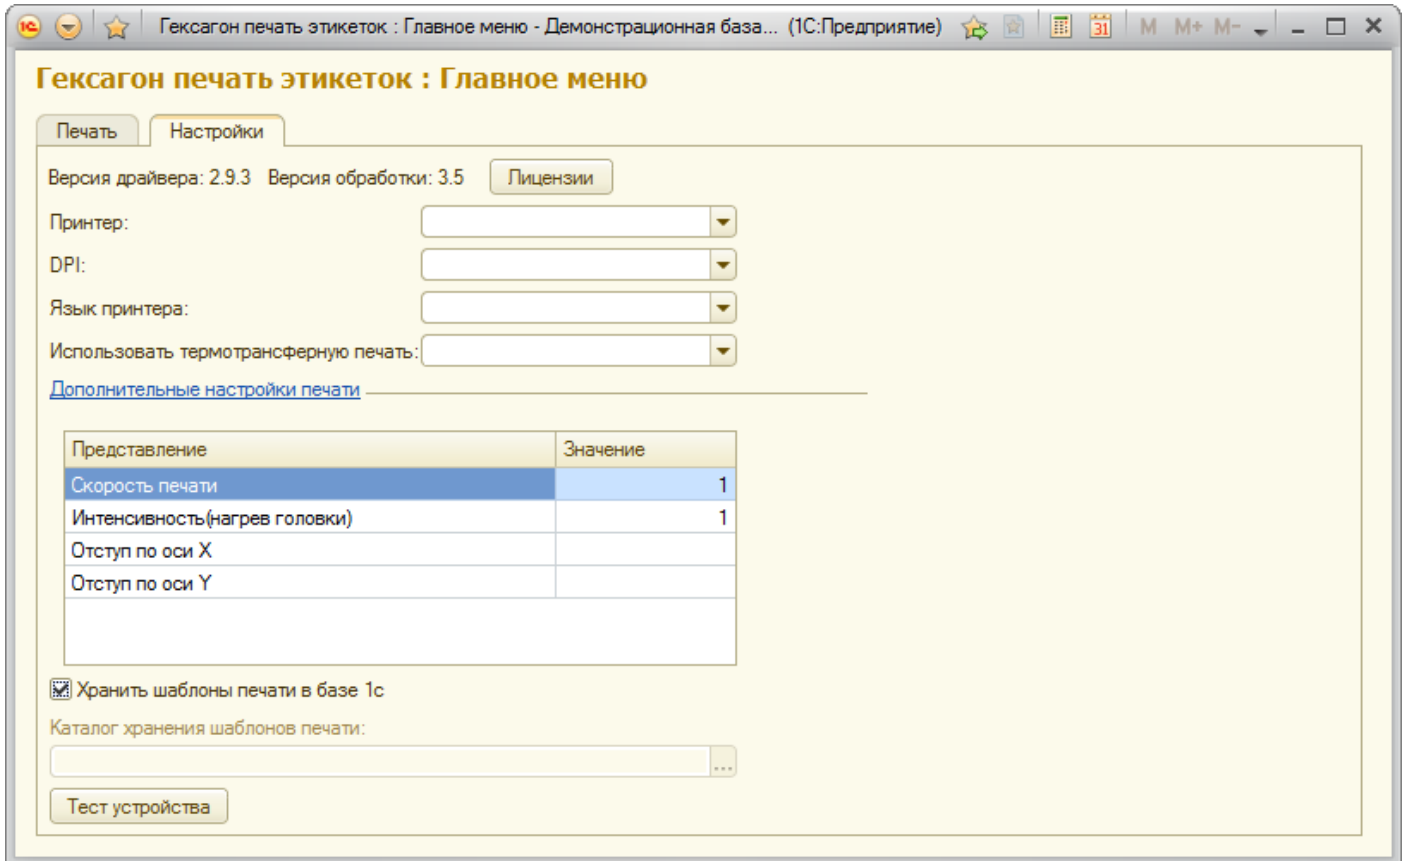 Гексагон печать этикеток : Главное меню - Демонстрационная база... (1С:Предприятие) 31 M M+ M-
Гексагон печать этикеток : Главное меню
Печать Настройки
Версия драйвера: 2.9.3 Версия обработки: 3.5 Лицензии
Принтер:
DPI:
Язык принтера:
Использовать термотрансферную печать:
Дополнительные настройки печати
Представление Значение
Скорость печати 1
Интенсивность(нагрев головки) 1
Отступ по оси X
Отступ по оси Y
Хранить шаблоны печати в базе 1с
Каталог хранения шаблонов печати:
...
Тест устройства